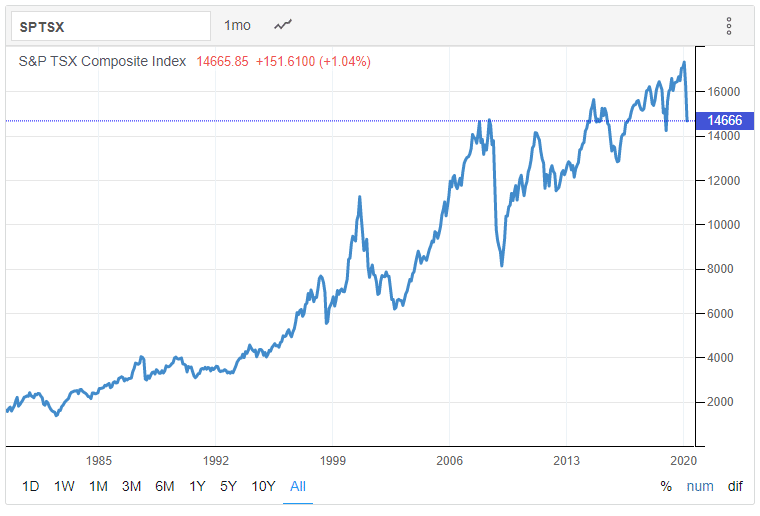 SPTSX 1mo
S&P TSX Composite Index 14665.85 +151.6100 (+1.04%)
16000
14666
14000
12000
10000
8000
6000
4000
2000
1985 1992 1999 2006 2013 2020
1D 1W 1M 3M 6M 1Y 5Y 10Y All % num dif